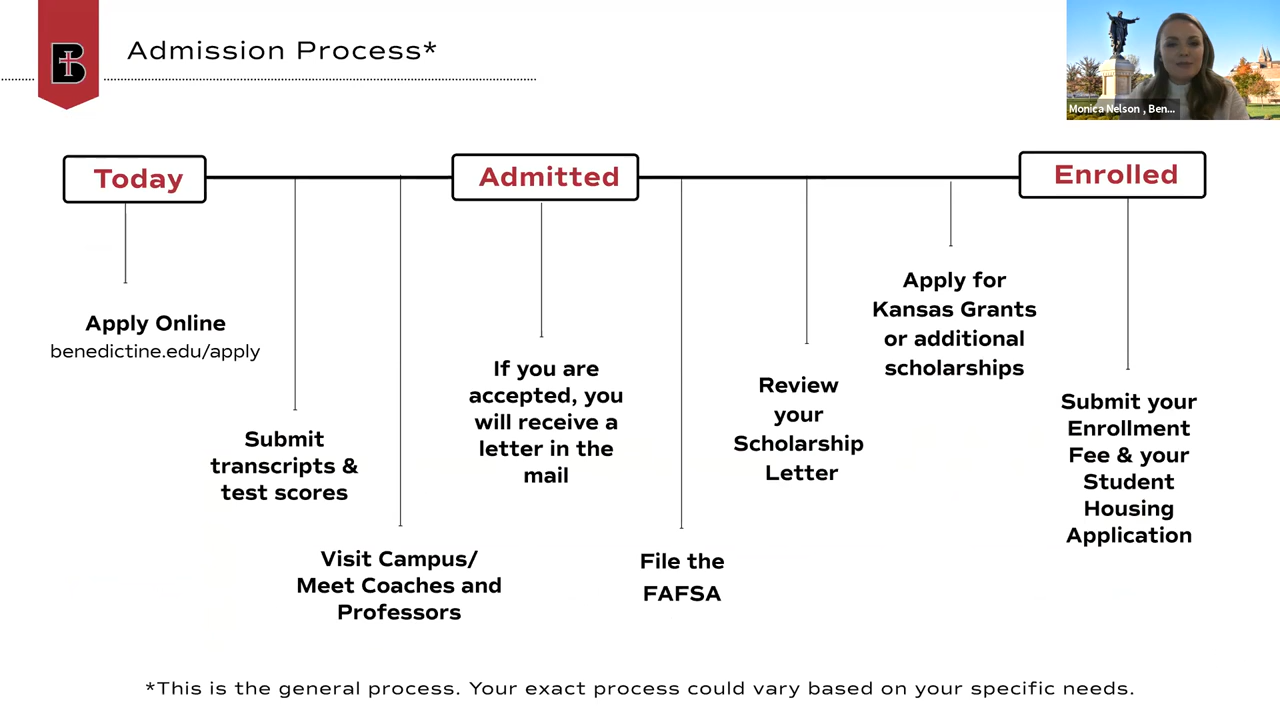 Admission Process*
Monica Nelson , Ben...
Today
Admitted
Enrolled
Apply Online
benedictine.edu/apply
Submit
transcripts &
test scores
Visit Campus/
Meet Coaches and
Professors
If you are
accepted, you
will receive a
letter in the
mail
File the
FAFSA
Review
your
Scholarship
Letter
Apply for
Kansas Grants
or additional
scholarships
Submit your
Enrollment
Fee & your
Student
Housing
Application
*This is the general process. Your exact process could vary based on your specific needs.